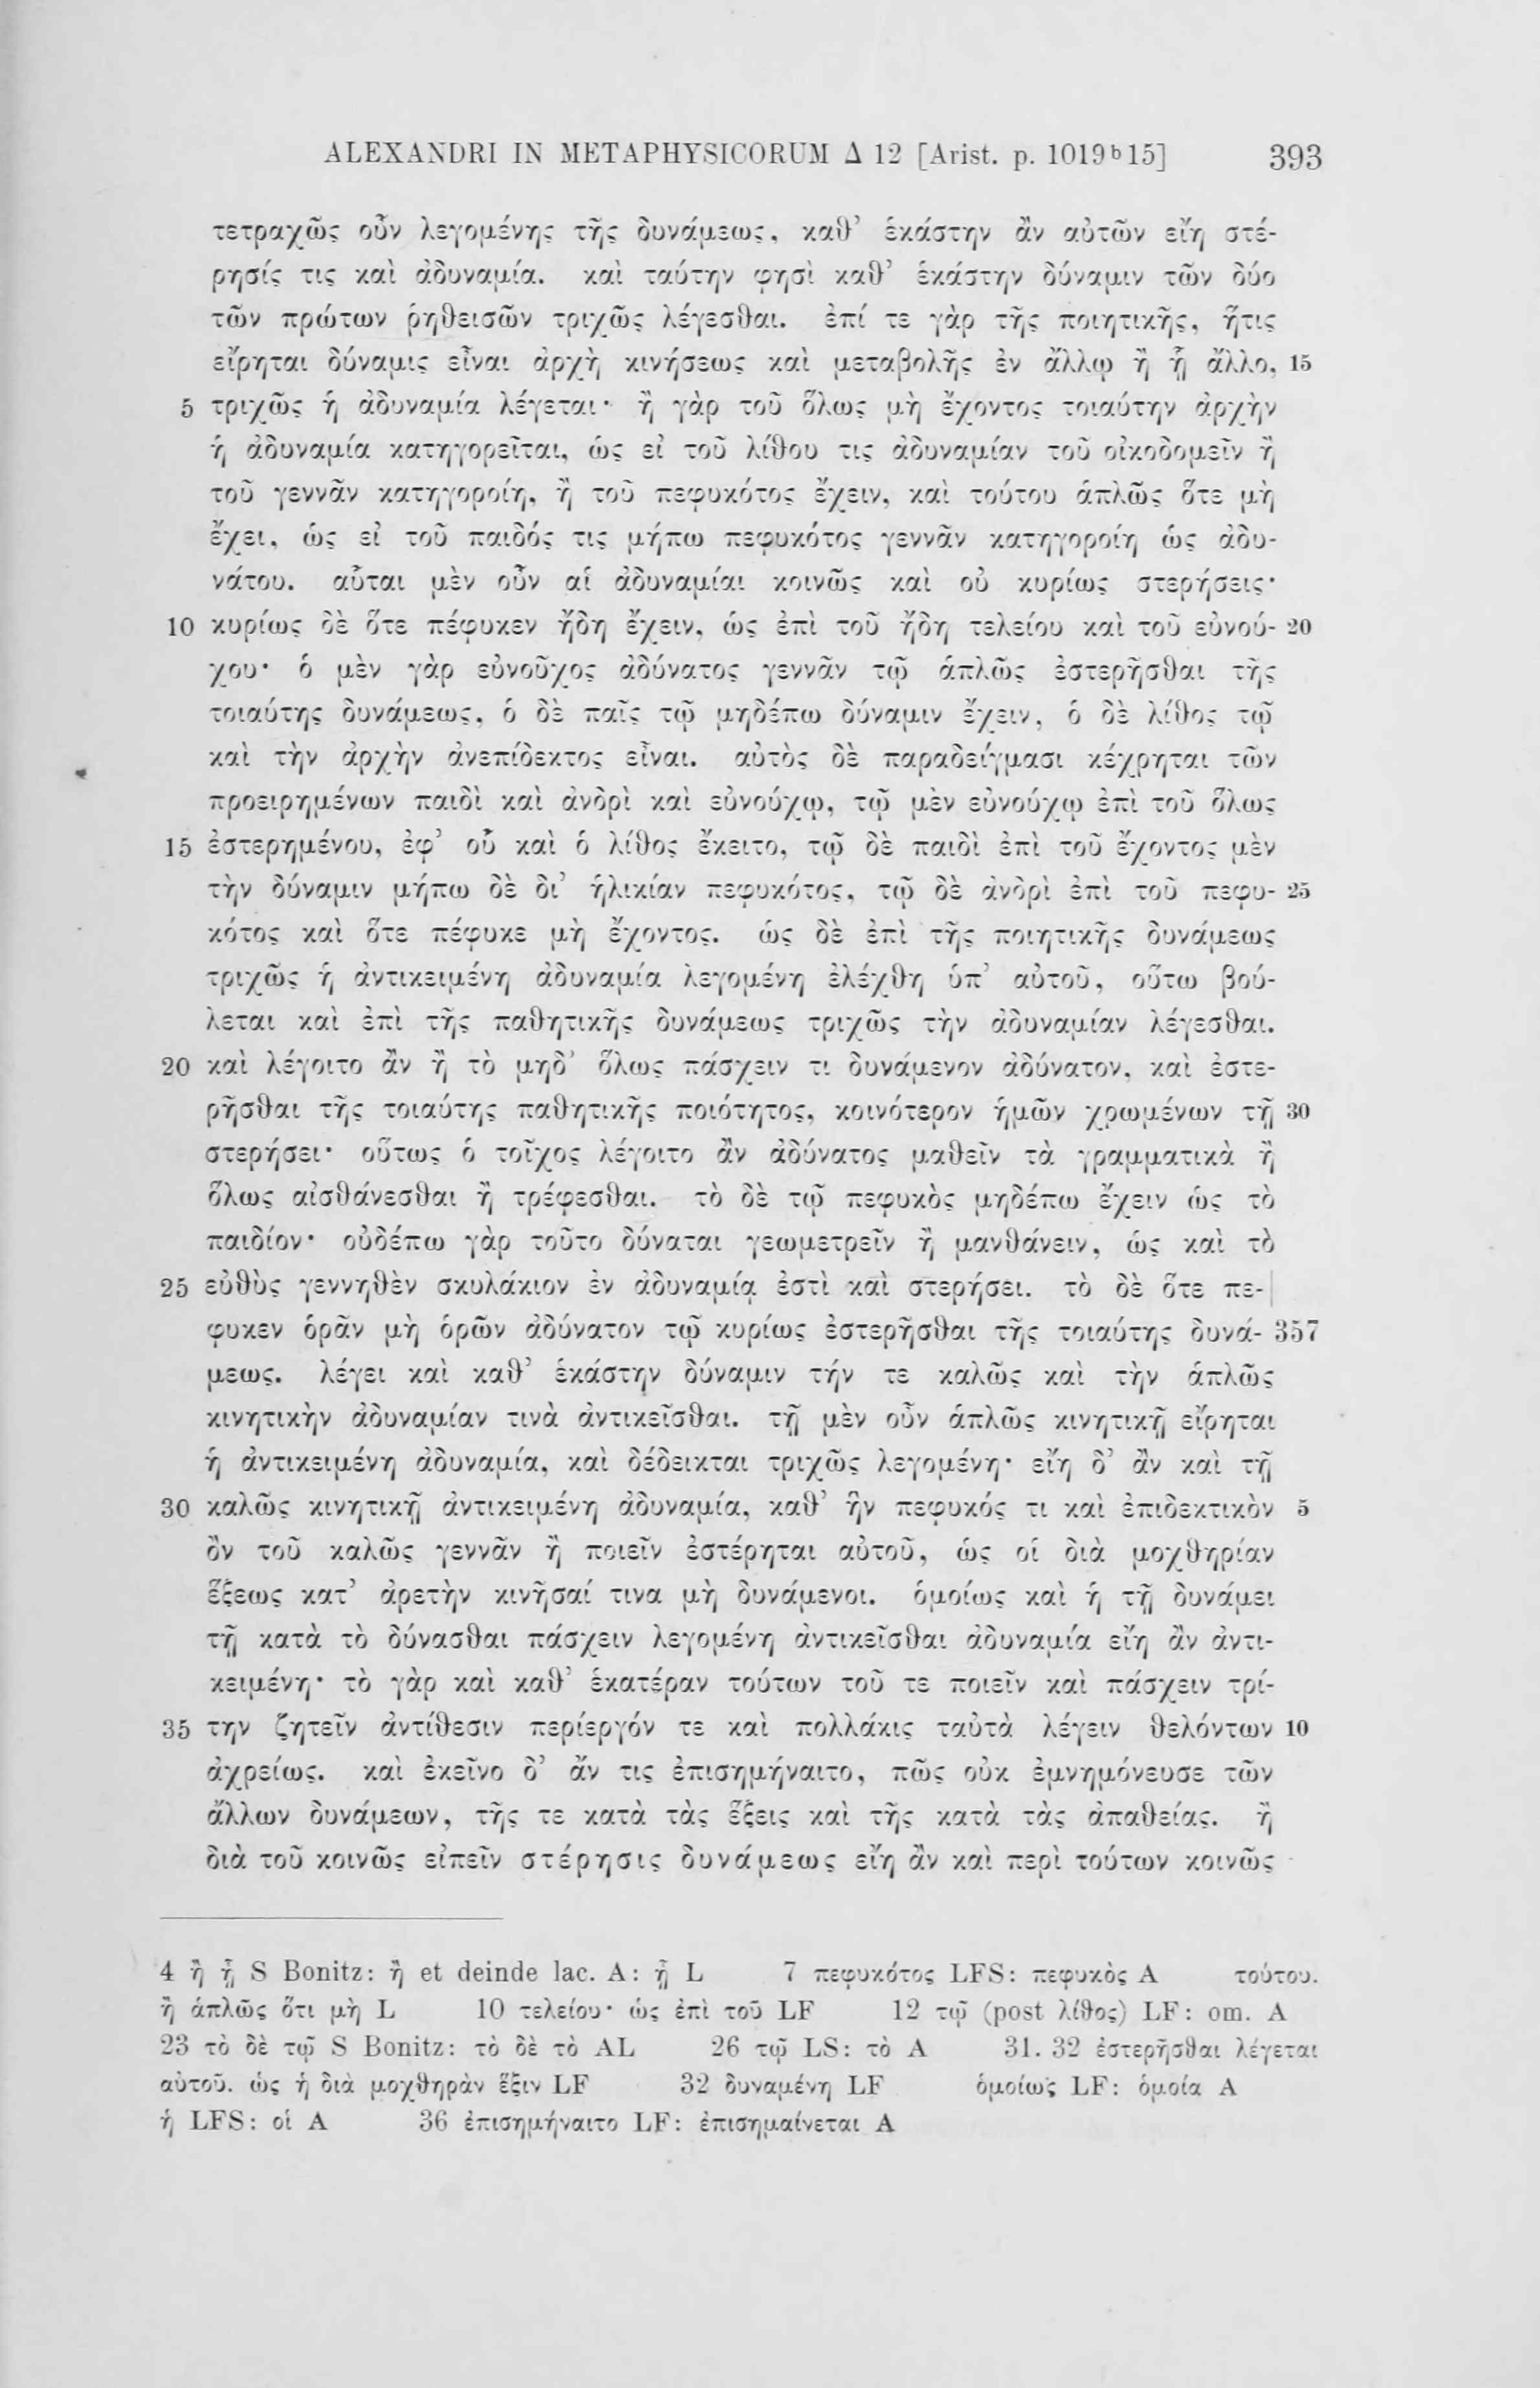 ALEXANDRI IN METAPHYSICORUM Δ 12 [Arist. p. 1019ᵇ15] 393
τετραχῶς οὖν λεγομένης τῆς δυνάμεως, καθ’ ἑκάστην ἂν αὐτῶν εἴη στέ-
ρησίς τις καὶ ἀδυναμία. καὶ ταύτην φησὶ καθ’ ἑκάστην δύναμιν τῶν δύο
τῶν πρώτων ῥηθεισῶν τριχῶς λέγεσθαι. ἐπί τε γὰρ τῆς ποιητικῆς, ἥτις
εἴρηται δύναμις εἶναι ἀρχὴ κινήσεως καὶ μεταβολῆς ἐν ἄλλῳ ἢ ᾗ ἄλλο, 15
5 τριχῶς ἡ ἀδυναμία λέγεται· ἢ γὰρ τοῦ ὅλως μὴ ἔχοντος τοιαύτην ἀρχὴν
ἡ ἀδυναμία κατηγορεῖται, ὡς εἰ τοῦ λίθου τις ἀδυναμίαν τοῦ οἰκοδομεῖν ἢ
τοῦ γεννᾶν κατηγοροίη, ἢ τοῦ πεφυκότος ἔχειν, καὶ τούτου ἁπλῶς ὅτε μὴ
ἔχει, ὡς εἰ τοῦ παιδός τις μήπω πεφυκότος γεννᾶν κατηγοροίη ὡς ἀδυ-
νάτου. αὗται μὲν οὖν αἱ ἀδυναμίαι κοινῶς καὶ οὐ κυρίως στερήσεις·
10 κυρίως δὲ ὅτε πέφυκεν ἤδη ἔχειν, ὡς ἐπὶ τοῦ ἤδη τελείου καὶ τοῦ εὐνού- 20
χου· ὁ μὲν γὰρ εὐνοῦχος ἀδύνατος γεννᾶν τῷ ἁπλῶς ἐστερῆσθαι τῆς
τοιαύτης δυνάμεως, ὁ δὲ παῖς τῷ μηδέπω δύναμιν ἔχειν, ὁ δὲ λίθος τῷ
καὶ τὴν ἀρχὴν ἀνεπίδεκτος εἶναι. αὐτὸς δὲ παραδείγμασι κέχρηται τῶν
προειρημένων παιδὶ καὶ ἀνδρὶ καὶ εὐνούχῳ, τῷ μὲν εὐνούχῳ ἐπὶ τοῦ ὅλως
15 ἐστερημένου, ἐφ’ οὗ καὶ ὁ λίθος ἔκειτο, τῷ δὲ παιδὶ ἐπὶ τοῦ ἔχοντος μὲν
τὴν δύναμιν μήπω δὲ δι’ ἡλικίαν πεφυκότος, τῷ δὲ ἀνδρὶ ἐπὶ τοῦ πεφυ- 25
κότος καὶ ὅτε πέφυκε μὴ ἔχοντος. ὡς δὲ ἐπὶ τῆς ποιητικῆς δυνάμεως
τριχῶς ἡ ἀντικειμένη ἀδυναμία λεγομένη ἐλέχθη ὑπ’ αὐτοῦ, οὕτω βού-
λεται καὶ ἐπὶ τῆς παθητικῆς δυνάμεως τριχῶς τὴν ἀδυναμίαν λέγεσθαι.
20 καὶ λέγοιτο ἂν ἢ τὸ μηδ’ ὅλως πάσχειν τι δυνάμενον ἀδύνατον, καὶ ἐστε-
ρῆσθαι τῆς τοιαύτης παθητικῆς ποιότητος, κοινότερον ἡμῶν χρωμένων τῇ 30
στερήσει· οὕτως ὁ τοῖχος λέγοιτο ἂν ἀδύνατος μαθεῖν τὰ γραμματικὰ ἢ
ὅλως αἰσθάνεσθαι ἢ τρέφεσθαι. τὸ δὲ τῷ πεφυκὸς μηδέπω ἔχειν ὡς τὸ
παιδίον· οὐδέπω γὰρ τοῦτο δύναται γεωμετρεῖν ἢ μανθάνειν, ὡς καὶ τὸ
25 εὐθὺς γεννηθὲν σκυλάκιον ἐν ἀδυναμίᾳ ἐστὶ καὶ στερήσει. τὸ δὲ ὅτε πε-|
φυκεν ὁρᾶν μὴ ὁρῶν ἀδύνατον τῷ κυρίως ἐστερῆσθαι τῆς τοιαύτης δυνά- 357
μεως. λέγει καὶ καθ’ ἑκάστην δύναμιν τήν τε καλῶς καὶ τὴν ἁπλῶς
κινητικὴν ἀδυναμίαν τινὰ ἀντικεῖσθαι. τῇ μὲν οὖν ἁπλῶς κινητικῇ εἴρηται
ἡ ἀντικειμένη ἀδυναμία, καὶ δέδεικται τριχῶς λεγομένη· εἴη δ’ ἂν καὶ τῇ
30 καλῶς κινητικῇ ἀντικειμένη ἀδυναμία, καθ’ ἣν πεφυκός τι καὶ ἐπιδεκτικὸν 5
ὂν τοῦ καλῶς γεννᾶν ἢ ποιεῖν ἐστέρηται αὐτοῦ, ὡς οἱ διὰ μοχθηρίαν
ἕξεως κατ’ ἀρετὴν κινῆσαί τινα μὴ δυνάμενοι. ὁμοίως καὶ ἡ τῇ δυνάμει
τῇ κατὰ τὸ δύνασθαι πάσχειν λεγομένη ἀντικεῖσθαι ἀδυναμία εἴη ἂν ἀντι-
κειμένη· τὸ γὰρ καὶ καθ’ ἑκατέραν τούτων τοῦ τε ποιεῖν καὶ πάσχειν τρί-
35 την ζητεῖν ἀντίθεσιν περίεργόν τε καὶ πολλάκις ταὐτὰ λέγειν θελόντων 10
ἀχρείως. καὶ ἐκεῖνο δ’ ἄν τις ἐπισημήναιτο, πῶς οὐκ ἐμνημόνευσε τῶν
ἄλλων δυνάμεων, τῆς τε κατὰ τὰς ἕξεις καὶ τῆς κατὰ τὰς ἀπαθείας. ἢ
διὰ τοῦ κοινῶς εἰπεῖν στέρησις δυνάμεως εἴη ἂν καὶ περὶ τούτων κοινῶς
4 ἢ ᾗ S Bonitz: ἢ et deinde lac. A: ᾗ L 7 πεφυκότος LFS: πεφυκὸς A τούτου.
ἢ ἁπλῶς ὅτι μὴ L 10 τελείου· ὡς ἐπὶ τοῦ LF 12 τῷ (post λίθος) LF: om. A
23 τὸ δὲ τῷ S Bonitz: τὸ δὲ τὸ AL 26 τῷ LS: τὸ A 31. 32 ἐστερῆσθαι λέγεται
αὐτοῦ. ὡς ἡ διὰ μοχθηρὰν ἕξιν LF 32 δυναμένη LF ὁμοίως LF: ὁμοία A
ἡ LFS: οἱ A 36 ἐπισημήναιτο LF: ἐπισημαίνεται A